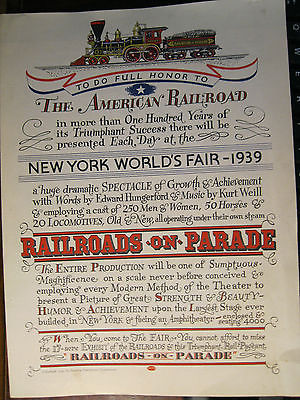 TO DO FULL HONOR TO
THE AMERICAN RAILROAD
in more than One Hundred Years of
its Triumphant Success there will be
presented Each Day at the
NEW YORK WORLD'S FAIR - 1939
a huge dramatic SPECTACLE of Growth & Achievement
with Words by Edward Hungerford & Music by Kurt Weill
& employing a cast of 250 Men & Women, 50 Horses &
20 LOCOMOTIVES, Old & New, all operating under their own steam
RAILROADS-ON-PARADE
The ENTIRE PRODUCTION will be one of Sumptuous
Magnificence on a scale never before conceived &
employing every Modern Method of the Theater to
present a Picture of Great STRENGTH & BEAUTY-
HUMOR & ACHIEVEMENT upon the Largest Stage ever
builded in NEW YORK & facing an Amphitheater enclosed & seating 4000
When You come to THE FAIR You cannot afford to miss
the 17-acre EXHIBIT of the RAILROADS & this Triumphant Rail Pageant,
"RAILROADS-ON-PARADE"